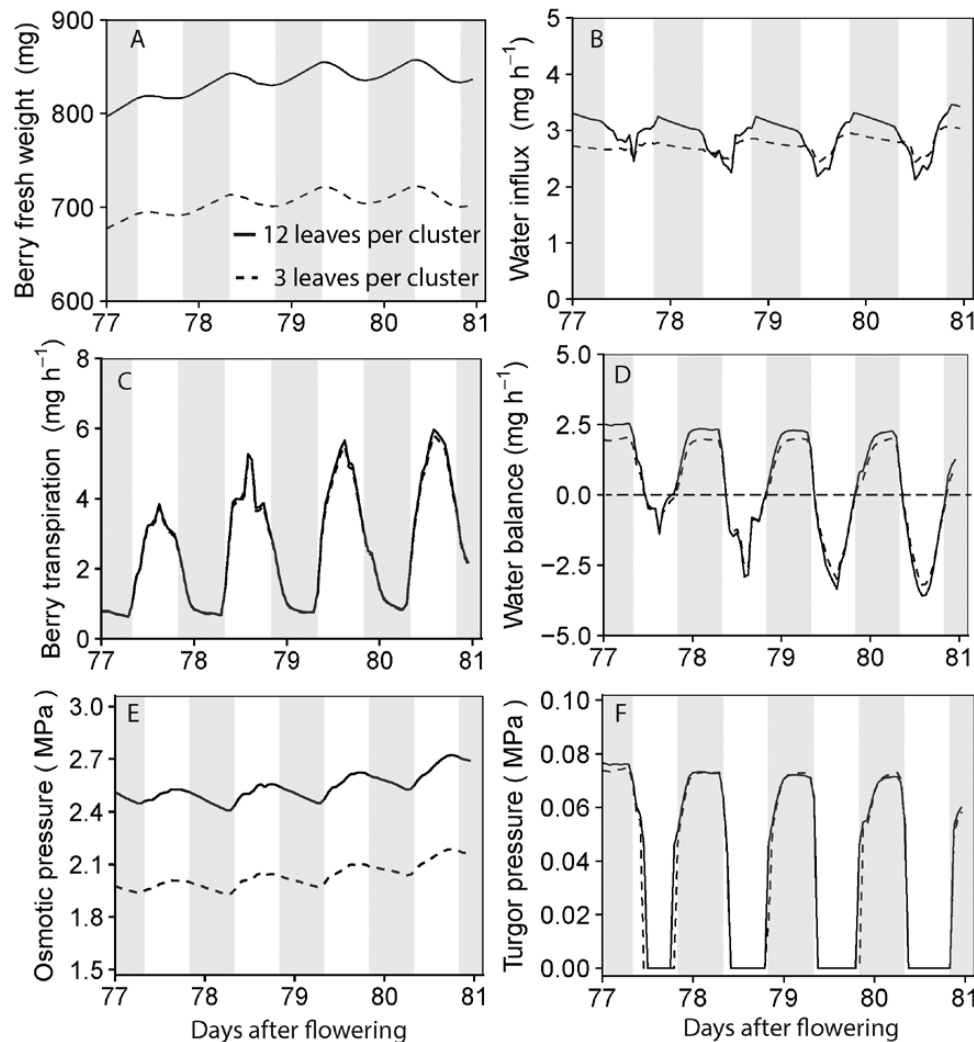 A
Berry fresh weight (mg)
900
800
700
600
12 leaves per cluster
3 leaves per cluster
77 78 79 80 81
B
Water influx (mg h⁻¹)
5
4
3
2
1
0
77 78 79 80 81
C
Berry transpiration (mg h⁻¹)
8
6
4
2
0
77 78 79 80 81
D
Water balance (mg h⁻¹)
5.0
2.5
0.0
−2.5
−5.0
77 78 79 80 81
E
Osmotic pressure ( MPa)
3.0
2.7
2.4
2.1
1.8
1.5
77 78 79 80 81
Days after flowering
F
Turgor pressure ( MPa)
0.10
0.08
0.06
0.04
0.02
0.00
77 78 79 80 81
Days after flowering